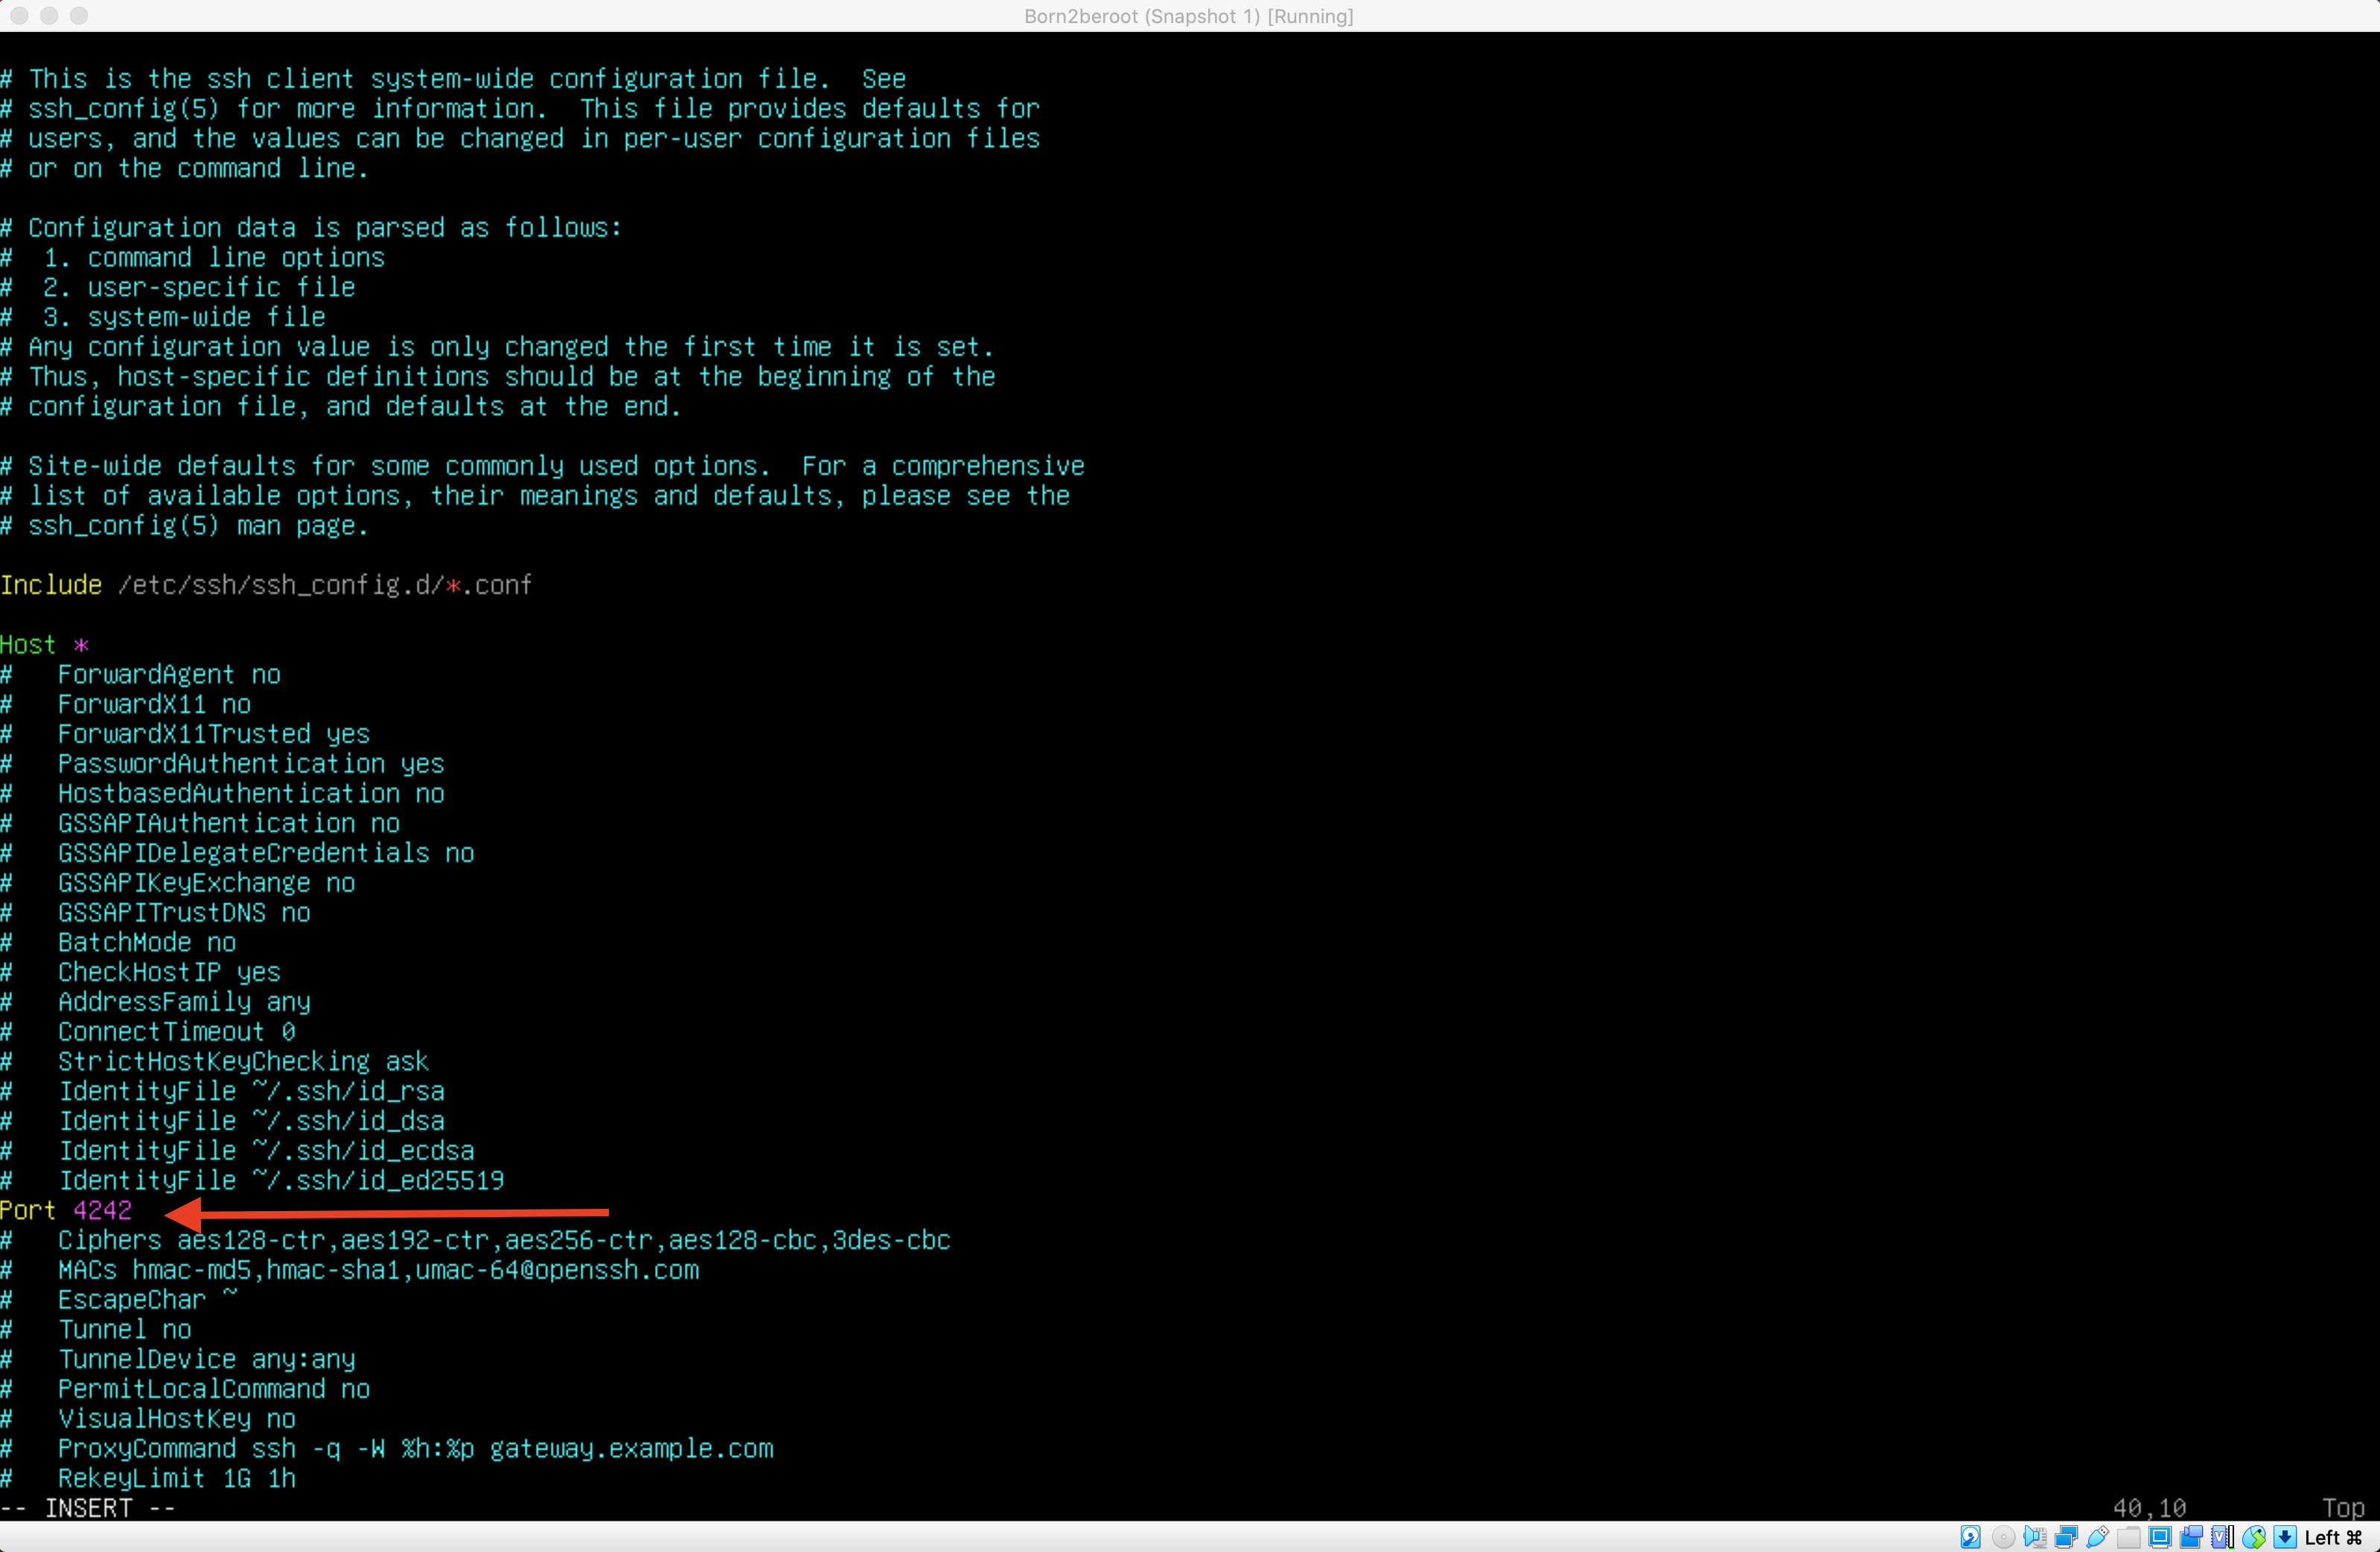 Born2beroot (Snapshot 1) [Running]
# This is the ssh client system-wide configuration file.  See
# ssh_config(5) for more information.  This file provides defaults for
# users, and the values can be changed in per-user configuration files
# or on the command line.
# Configuration data is parsed as follows:
#  1. command line options
#  2. user-specific file
#  3. system-wide file
# Any configuration value is only changed the first time it is set.
# Thus, host-specific definitions should be at the beginning of the
# configuration file, and defaults at the end.
# Site-wide defaults for some commonly used options.  For a comprehensive
# list of available options, their meanings and defaults, please see the
# ssh_config(5) man page.
Include /etc/ssh/ssh_config.d/*.conf
Host *
#   ForwardAgent no
#   ForwardX11 no
#   ForwardX11Trusted yes
#   PasswordAuthentication yes
#   HostbasedAuthentication no
#   GSSAPIAuthentication no
#   GSSAPIDelegateCredentials no
#   GSSAPIKeyExchange no
#   GSSAPITrustDNS no
#   BatchMode no
#   CheckHostIP yes
#   AddressFamily any
#   ConnectTimeout 0
#   StrictHostKeyChecking ask
#   IdentityFile ~/.ssh/id_rsa
#   IdentityFile ~/.ssh/id_dsa
#   IdentityFile ~/.ssh/id_ecdsa
#   IdentityFile ~/.ssh/id_ed25519
Port 4242
#   Ciphers aes128-ctr,aes192-ctr,aes256-ctr,aes128-cbc,3des-cbc
#   MACs hmac-md5,hmac-sha1,umac-64@openssh.com
#   EscapeChar ~
#   Tunnel no
#   TunnelDevice any:any
#   PermitLocalCommand no
#   VisualHostKey no
#   ProxyCommand ssh -q -W %h:%p gateway.example.com
#   RekeyLimit 1G 1h
-- INSERT -- 40,10 Top
Left ⌘